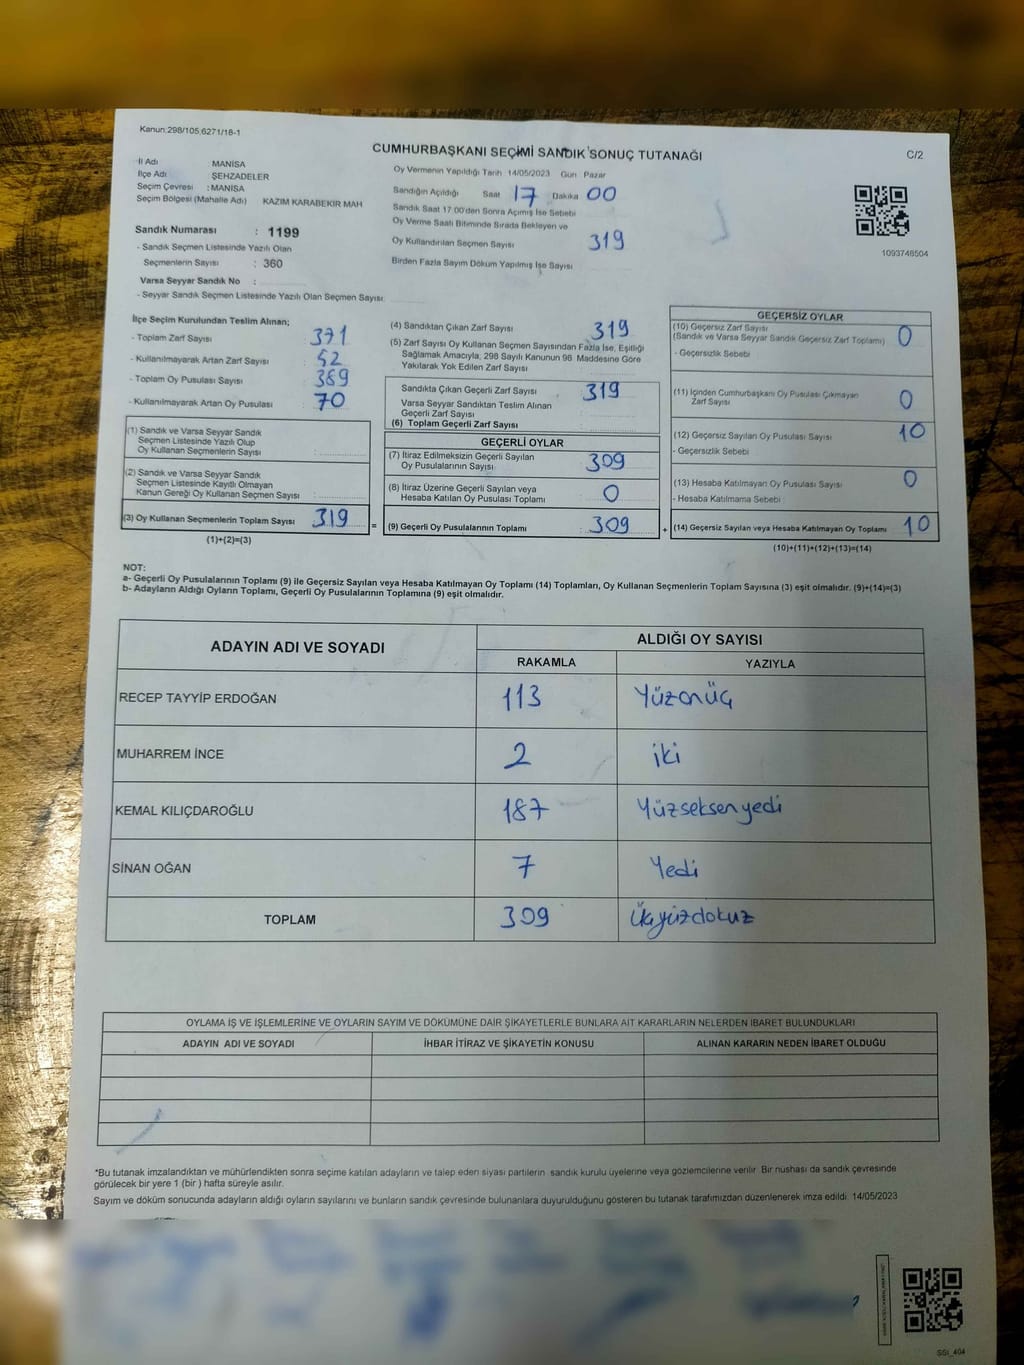 Kanun:298/105,6271/18-1
CUMHURBAŞKANI SEÇİMİ SANDIK SONUÇ TUTANAĞI
C/2
İl Adı : MANİSA
İlçe Adı : ŞEHZADELER
Seçim Çevresi : MANİSA
Seçim Bölgesi (Mahalle Adı) KAZIM KARABEKİR MAH
Oy Vermenin Yapıldığı Tarih 14/05/2023 Gün Pazar
Sandığın Açıldığı Saat 17 Dakika 00
Sandık Saat 17:00'den Sonra Açılmış İse Sebebi
Oy Verme Saati Bitiminde Sırada Bekleyen ve
Oy Kullandırılan Seçmen Sayısı 319
Birden Fazla Sayım Döküm Yapılmış İse Sayısı
1093748504
Sandık Numarası : 1199
- Sandık Seçmen Listesinde Yazılı Olan
Seçmenlerin Sayısı : 360
Varsa Seyyar Sandık No :
- Seyyar Sandık Seçmen Listesinde Yazılı Olan Seçmen Sayısı
İlçe Seçim Kurulundan Teslim Alınan;
- Toplam Zarf Sayısı 371
- Kullanılmayarak Artan Zarf Sayısı 52
- Toplam Oy Pusulası Sayısı 389
- Kullanılmayarak Artan Oy Pusulası 70
(1) Sandık ve Varsa Seyyar Sandık
Seçmen Listesinde Yazılı Olup
Oy Kullanan Seçmenlerin Sayısı :
(2) Sandık ve Varsa Seyyar Sandık
Seçmen Listesinde Kayıtlı Olmayan
Kanun Gereği Oy Kullanan Seçmen Sayısı :
(3) Oy Kullanan Seçmenlerin Toplam Sayısı 319 =
(1)+(2)=(3)
(4) Sandıktan Çıkan Zarf Sayısı 319
(5) Zarf Sayısı Oy Kullanan Seçmen Sayısından Fazla İse, Eşitliği
Sağlamak Amacıyla, 298 Sayılı Kanunun 98 Maddesine Göre
Yakılarak Yok Edilen Zarf Sayısı
Sandıkta Çıkan Geçerli Zarf Sayısı 319
Varsa Seyyar Sandıktan Teslim Alınan
Geçerli Zarf Sayısı
(6) Toplam Geçerli Zarf Sayısı
GEÇERLİ OYLAR
(7) İtiraz Edilmeksizin Geçerli Sayılan
Oy Pusulalarının Sayısı 309
(8) İtiraz Üzerine Geçerli Sayılan veya
Hesaba Katılan Oy Pusulası Toplamı 0
(9) Geçerli Oy Pusulalarının Toplamı 309 +
GEÇERSİZ OYLAR
(10) Geçersiz Zarf Sayısı
(Sandık ve Varsa Seyyar Sandık Geçersiz Zarf Toplamı) 0
- Geçersizlik Sebebi
(11) İçinden Cumhurbaşkanı Oy Pusulası Çıkmayan
Zarf Sayısı 0
(12) Geçersiz Sayılan Oy Pusulası Sayısı 10
- Geçersizlik Sebebi
(13) Hesaba Katılmayan Oy Pusulası Sayısı 0
- Hesaba Katılmama Sebebi
(14) Geçersiz Sayılan veya Hesaba Katılmayan Oy Toplamı 10
(10)+(11)+(12)+(13)=(14)
NOT:
a- Geçerli Oy Pusulalarının Toplamı (9) ile Geçersiz Sayılan veya Hesaba Katılmayan Oy Toplamı (14) Toplamları, Oy Kullanan Seçmenlerin Toplam Sayısına (3) eşit olmalıdır. (9)+(14)=(3)
b- Adayların Aldığı Oyların Toplamı, Geçerli Oy Pusulalarının Toplamına (9) eşit olmalıdır.
ADAYIN ADI VE SOYADI ALDIĞI OY SAYISI
RAKAMLA YAZIYLA
RECEP TAYYİP ERDOĞAN 113 Yüzonüç
MUHARREM İNCE 2 iki
KEMAL KILIÇDAROĞLU 187 Yüzseksenyedi
SİNAN OĞAN 7 Yedi
TOPLAM 309 Üçyüzdokuz
OYLAMA İŞ VE İŞLEMLERİNE VE OYLARIN SAYIM VE DÖKÜMÜNE DAİR ŞİKAYETLERLE BUNLARA AİT KARARLARIN NELERDEN İBARET BULUNDUKLARI
ADAYIN ADI VE SOYADI İHBAR İTİRAZ VE ŞİKAYETİN KONUSU ALINAN KARARIN NEDEN İBARET OLDUĞU
*Bu tutanak imzalandıktan ve mühürlendikten sonra seçime katılan adayların ve talep eden siyasi partilerin sandık kurulu üyelerine veya gözlemcilerine verilir. Bir nüshası da sandık çevresinde
görülecek bir yere 1 (bir ) hafta süreyle asılır.
Sayım ve döküm sonucunda adayların aldığı oyların sayılarını ve bunların sandık çevresinde bulunanlara duyurulduğunu gösteren bu tutanak tarafımızdan düzenlenerek imza edildi. 14/05/2023
SSI_404